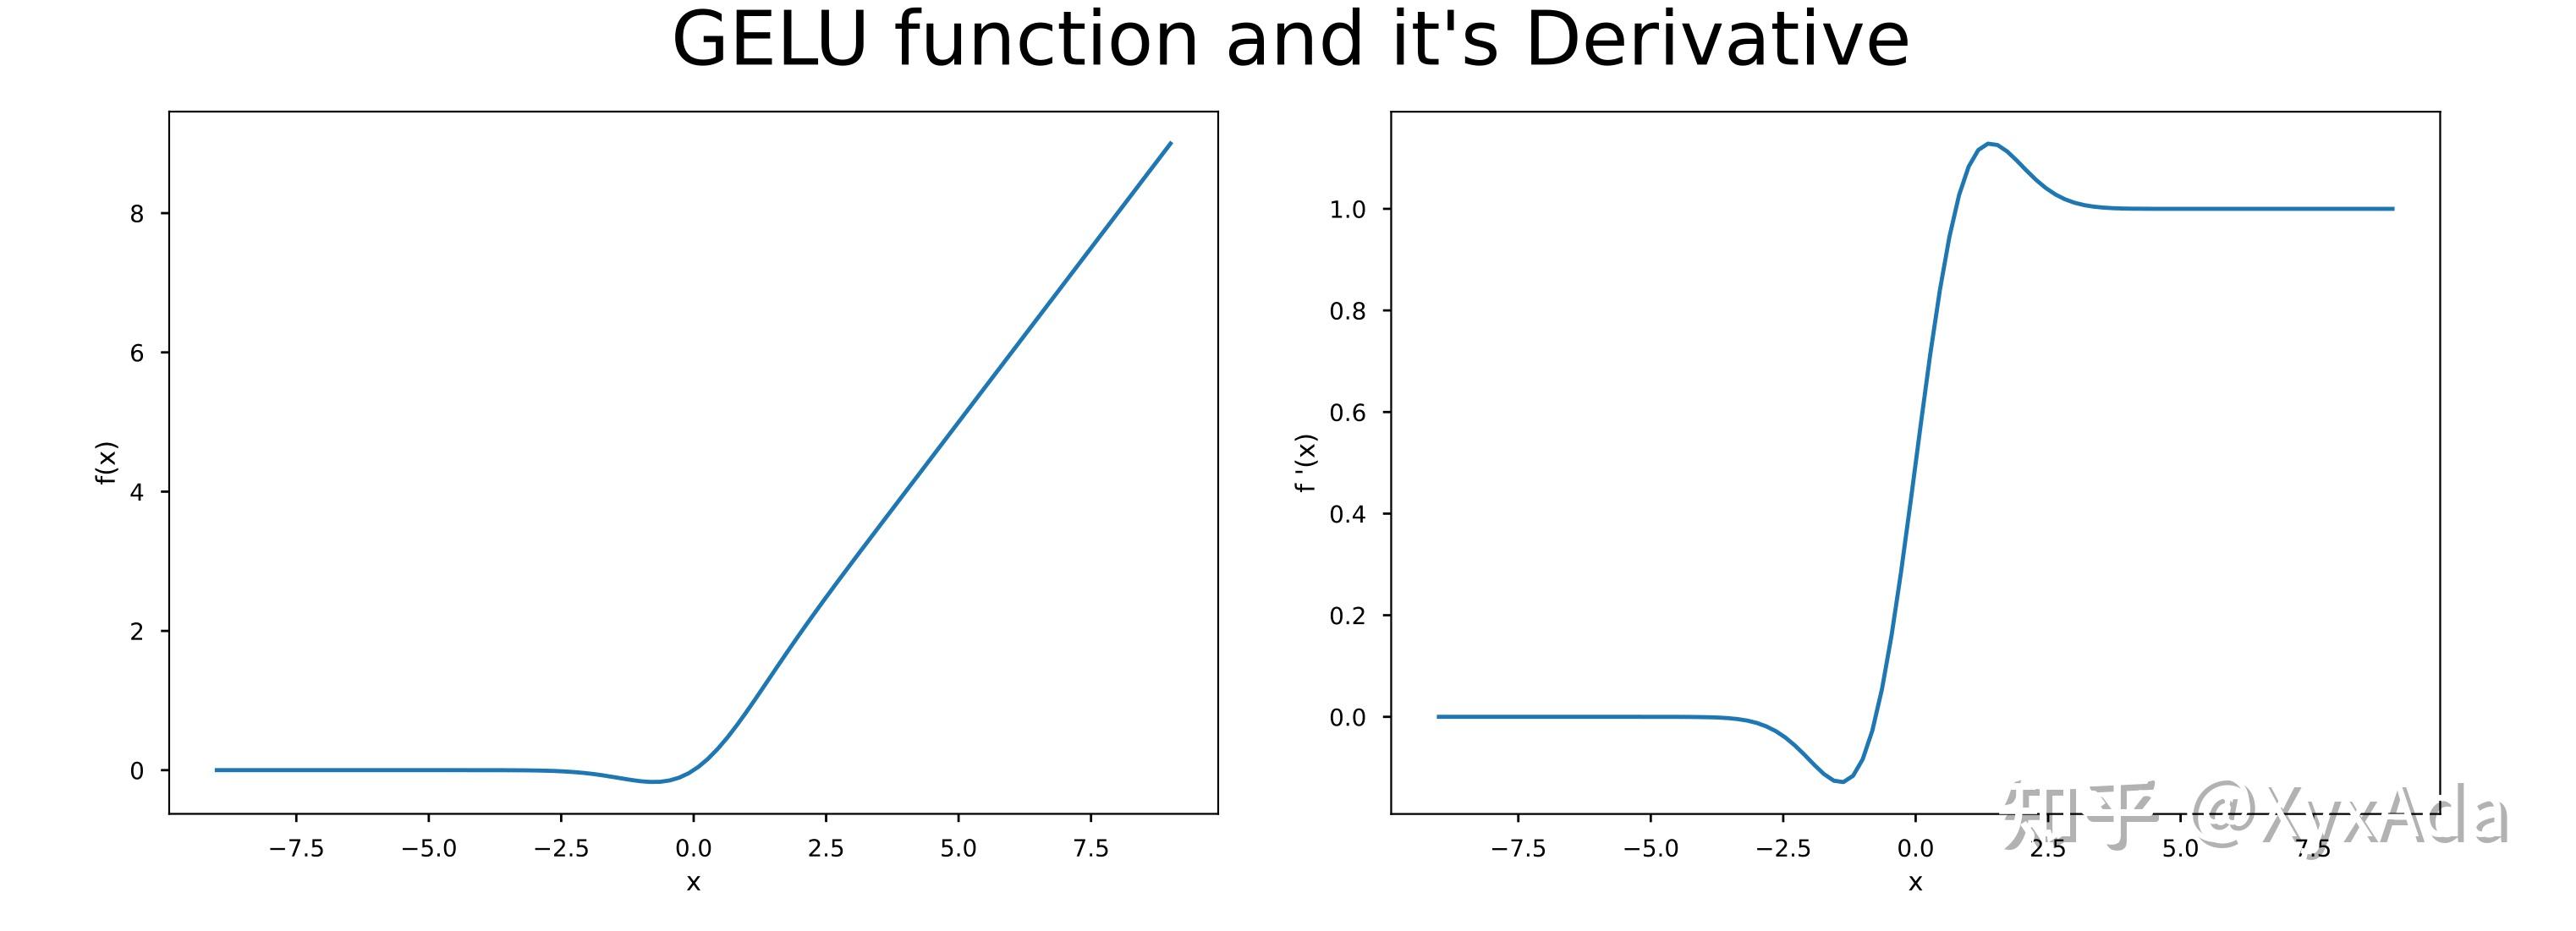 GELU function and it's Derivative
f(x)
8
6
4
2
0
−7.5 −5.0 −2.5 0.0 2.5 5.0 7.5
x
f '(x)
1.0
0.8
0.6
0.4
0.2
0.0
−7.5 −5.0 −2.5 0.0 2.5 5.0 7.5
x
知乎 @XyxAda